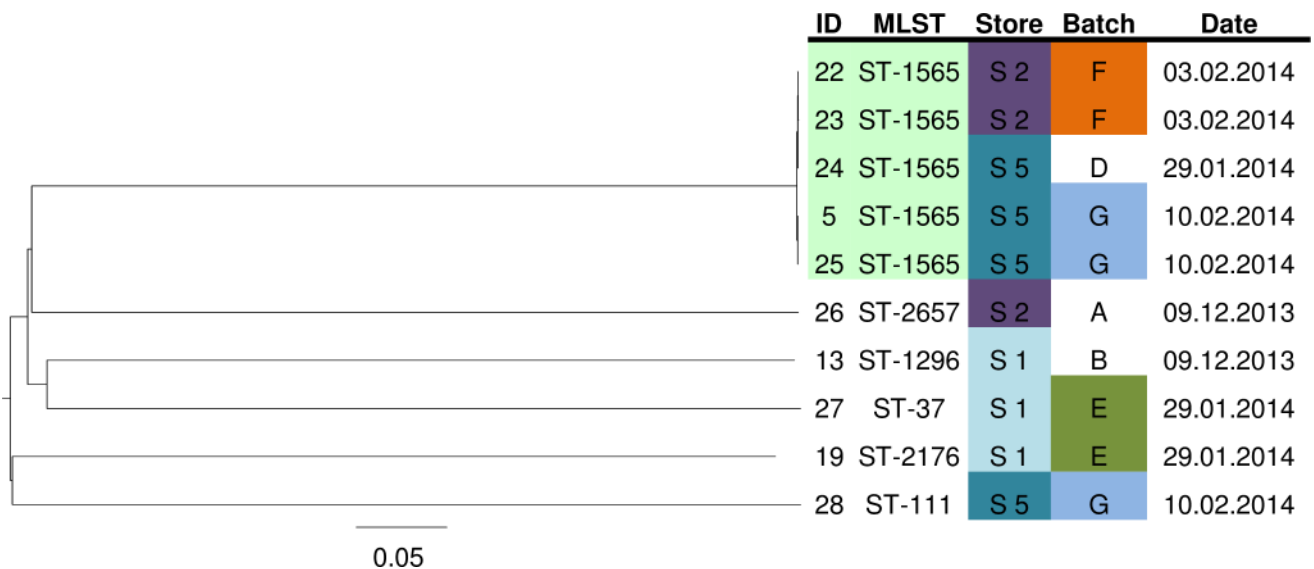 ID MLST Store Batch Date
22 ST-1565 S 2 F 03.02.2014
23 ST-1565 S 2 F 03.02.2014
24 ST-1565 S 5 D 29.01.2014
5 ST-1565 S 5 G 10.02.2014
25 ST-1565 S 5 G 10.02.2014
26 ST-2657 S 2 A 09.12.2013
13 ST-1296 S 1 B 09.12.2013
27 ST-37 S 1 E 29.01.2014
19 ST-2176 S 1 E 29.01.2014
28 ST-111 S 5 G 10.02.2014
0.05